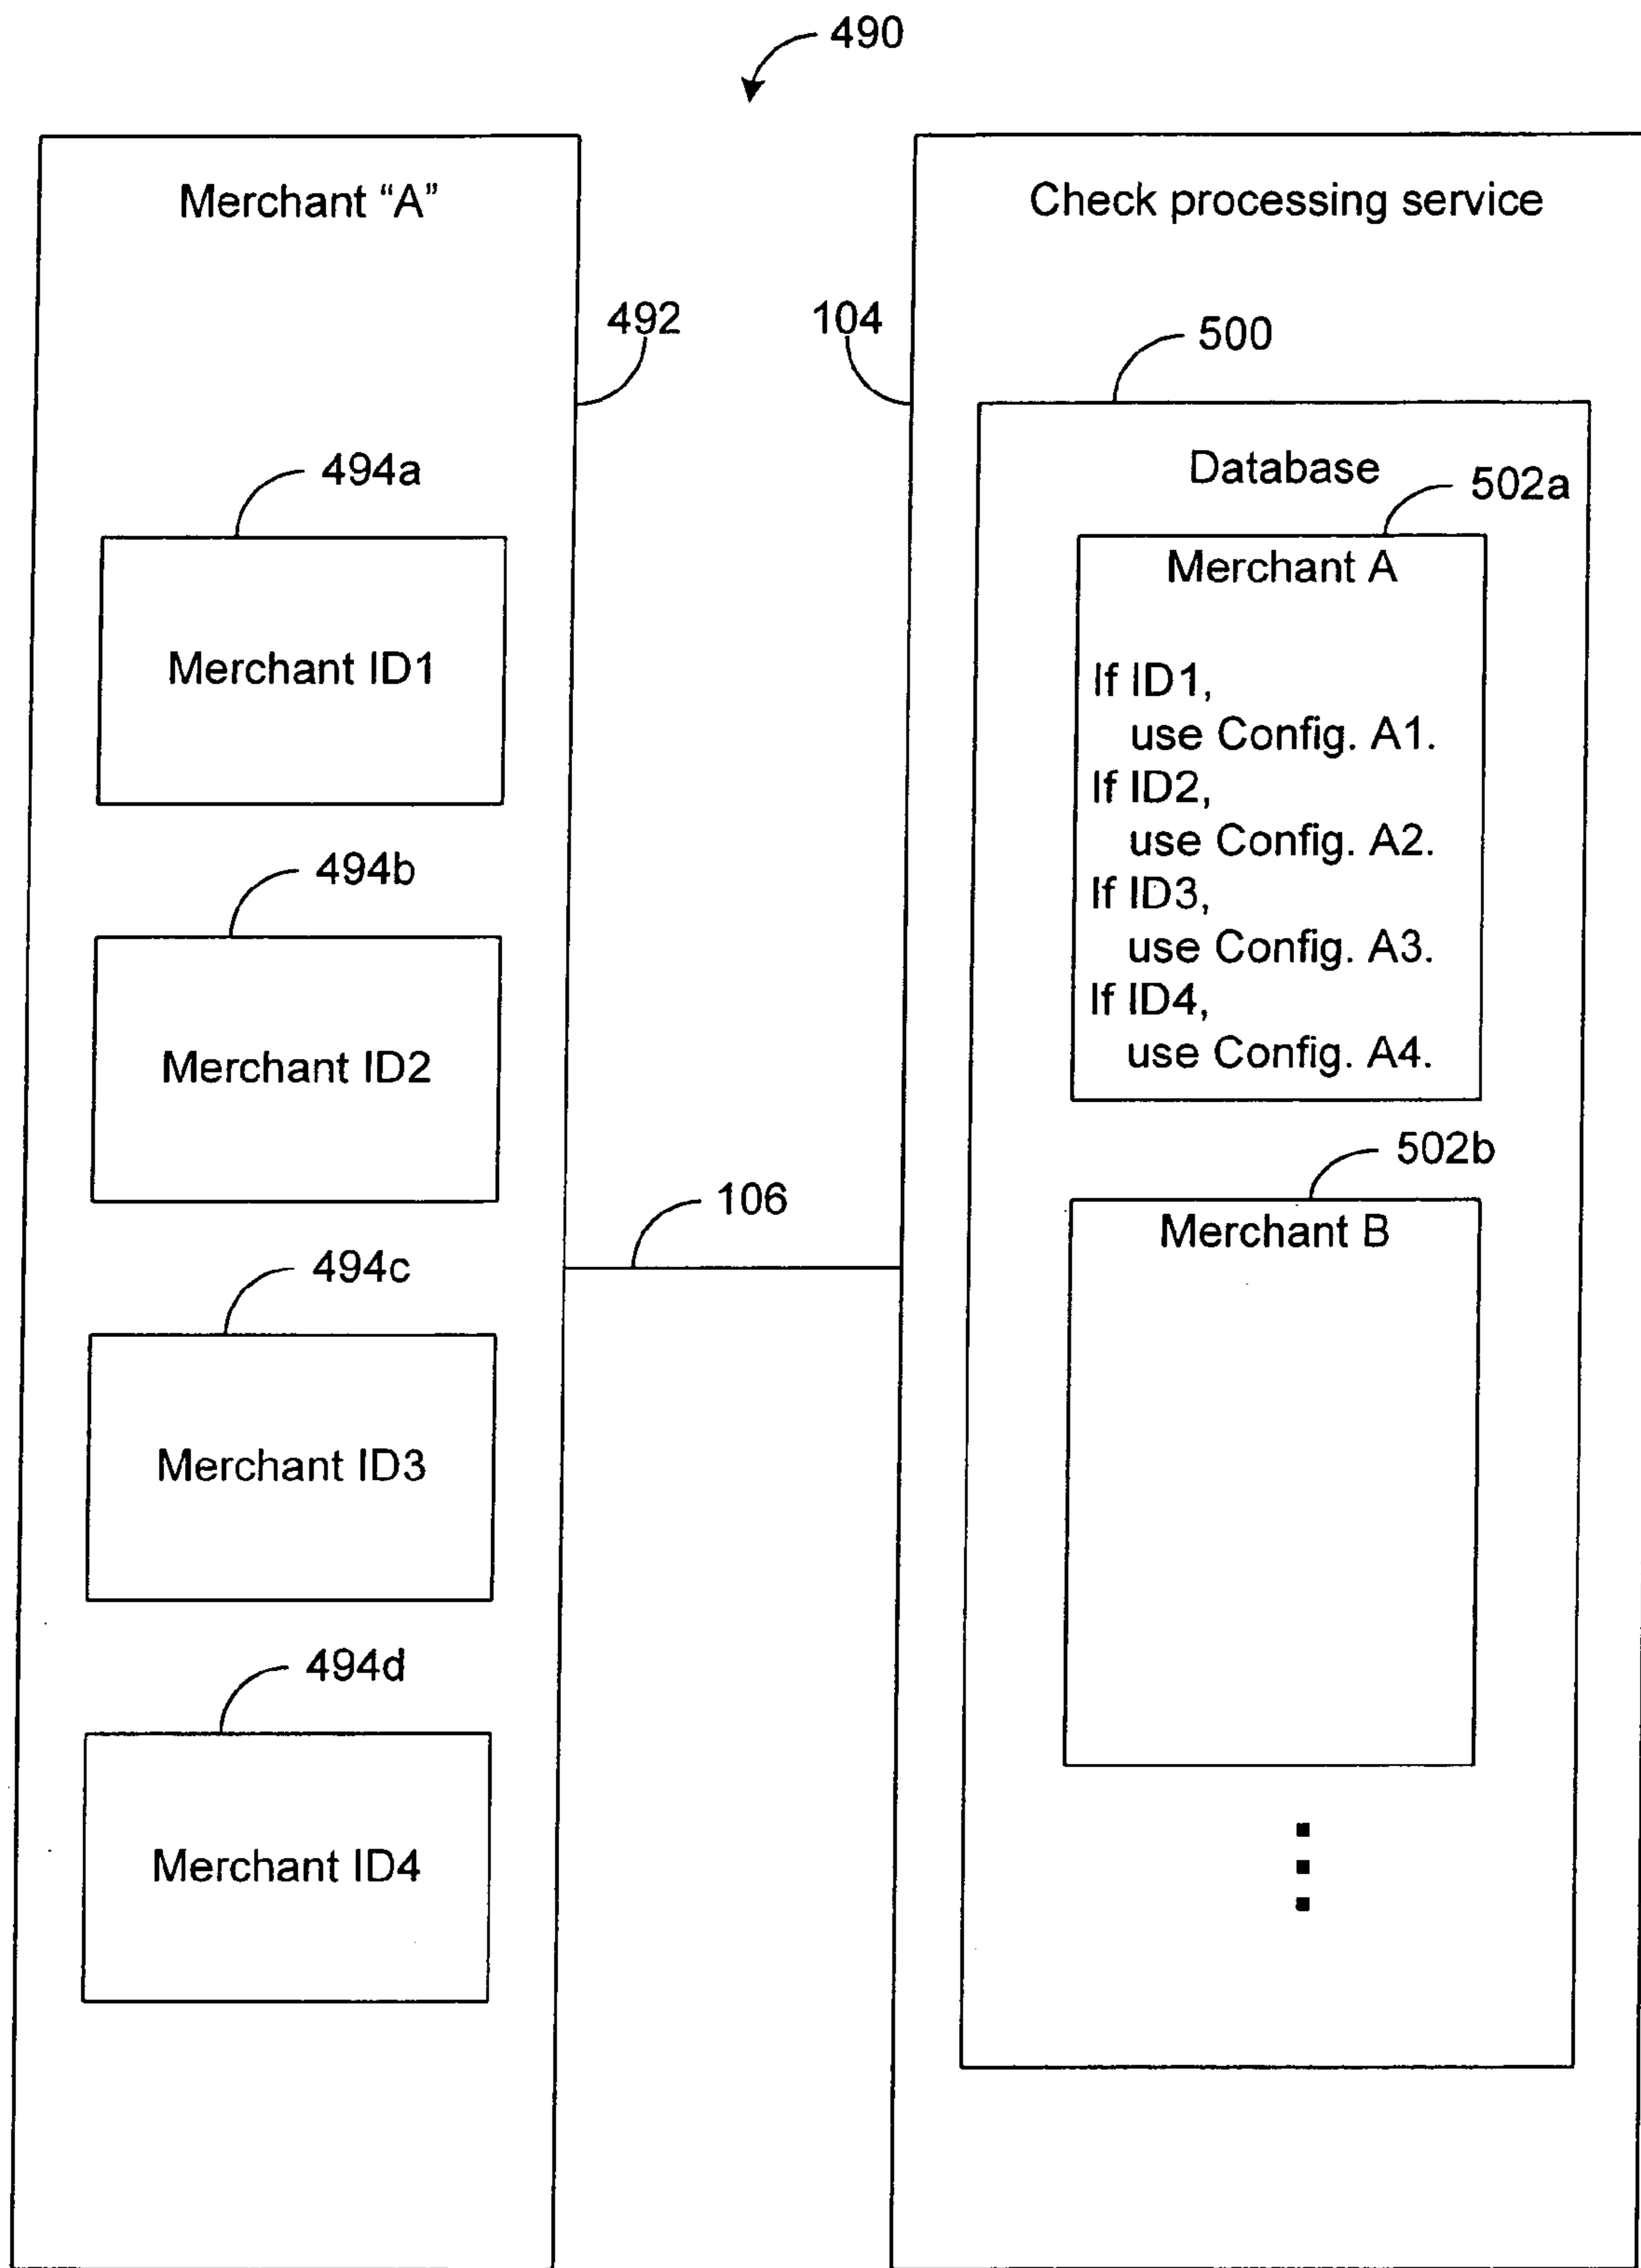 490
Merchant “A”
492
494a
Merchant ID1
494b
Merchant ID2
494c
Merchant ID3
494d
Merchant ID4
106
Check processing service
104
500
Database
502a
Merchant A
If ID1,
use Config. A1.
If ID2,
use Config. A2.
If ID3,
use Config. A3.
If ID4,
use Config. A4.
502b
Merchant B